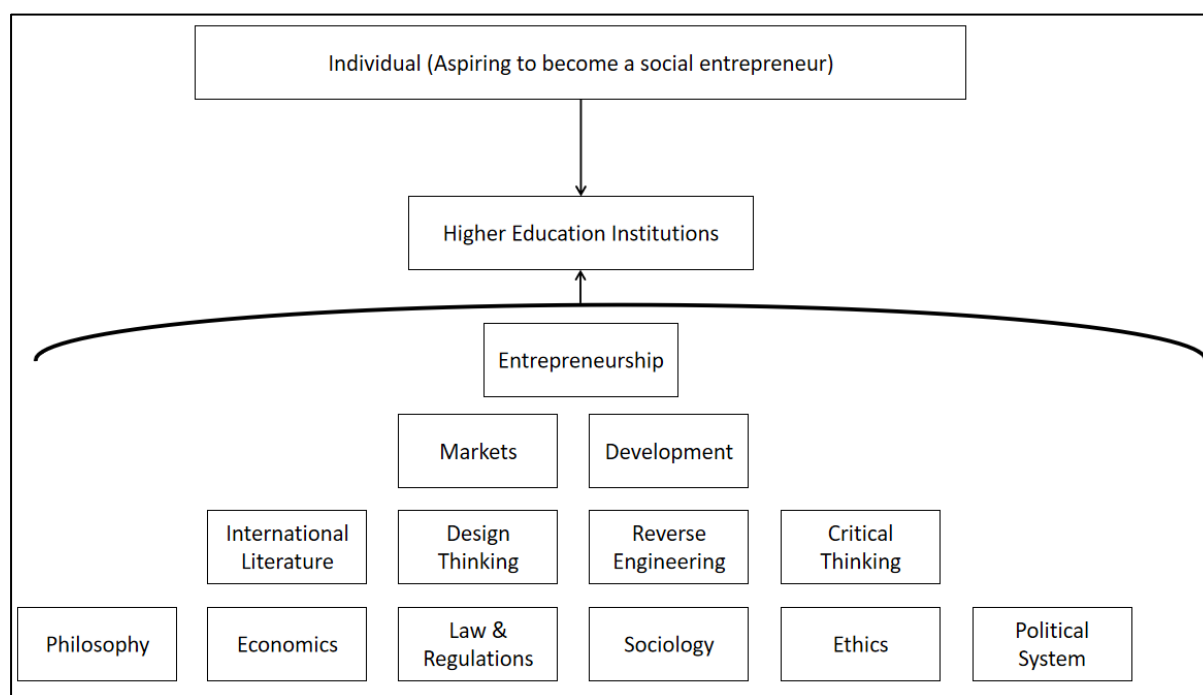 Individual (Aspiring to become a social entrepreneur)
Higher Education Institutions
Entrepreneurship
Markets
Development
International
Literature
Design
Thinking
Reverse
Engineering
Critical
Thinking
Philosophy
Economics
Law &
Regulations
Sociology
Ethics
Political
System